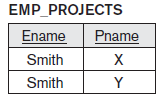 EMP_PROJECTS
Ename Pname
Smith X
Smith Y